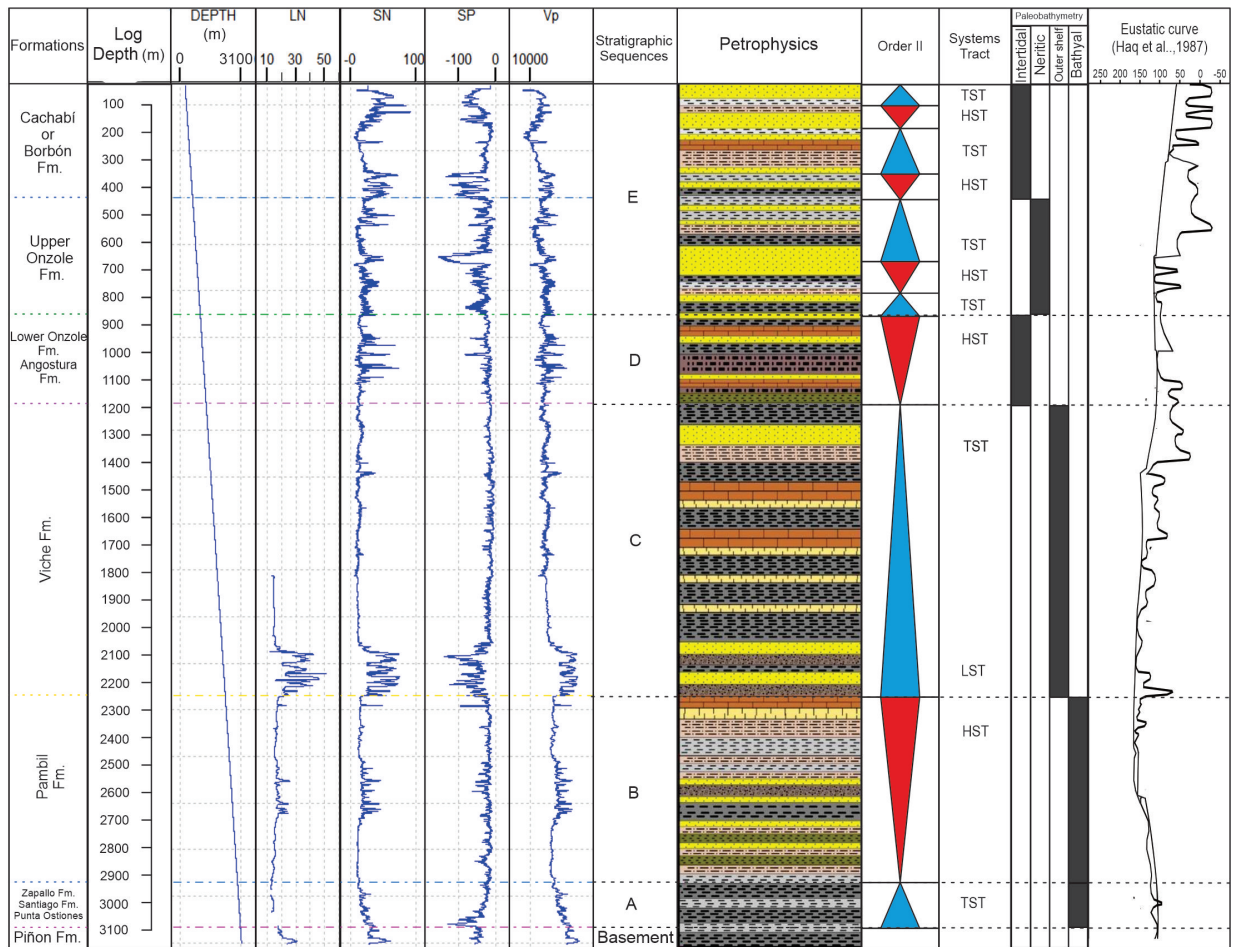 Formations
Log
Depth (m)
DEPTH
(m)
0 3100
LN
10 30 50
SN
-0 100
SP
-100 0
Vp
10000
Stratigraphic
Sequences
Petrophysics
Order II
Systems
Tract
Paleobathymetry
Intertidal
Neritic
Outer shelf
Bathyal
Eustatic curve
(Haq et al..,1987)
250 200 150 100 50 0 -50
Cachabí
or
Borbón
Fm.
Upper
Onzole
Fm.
Lower Onzole
Fm.
Angostura
Fm.
Viche Fm.
Pambil
Fm.
Zapallo Fm.
Santiago Fm.
Punta Ostiones
Piñon Fm.
100
200
300
400
500
600
700
800
900
1000
1100
1200
1300
1400
1500
1600
1700
1800
1900
2000
2100
2200
2300
2400
2500
2600
2700
2800
2900
3000
3100
E
D
C
B
A
Basement
TST
HST
TST
HST
TST
HST
TST
HST
TST
LST
HST
TST